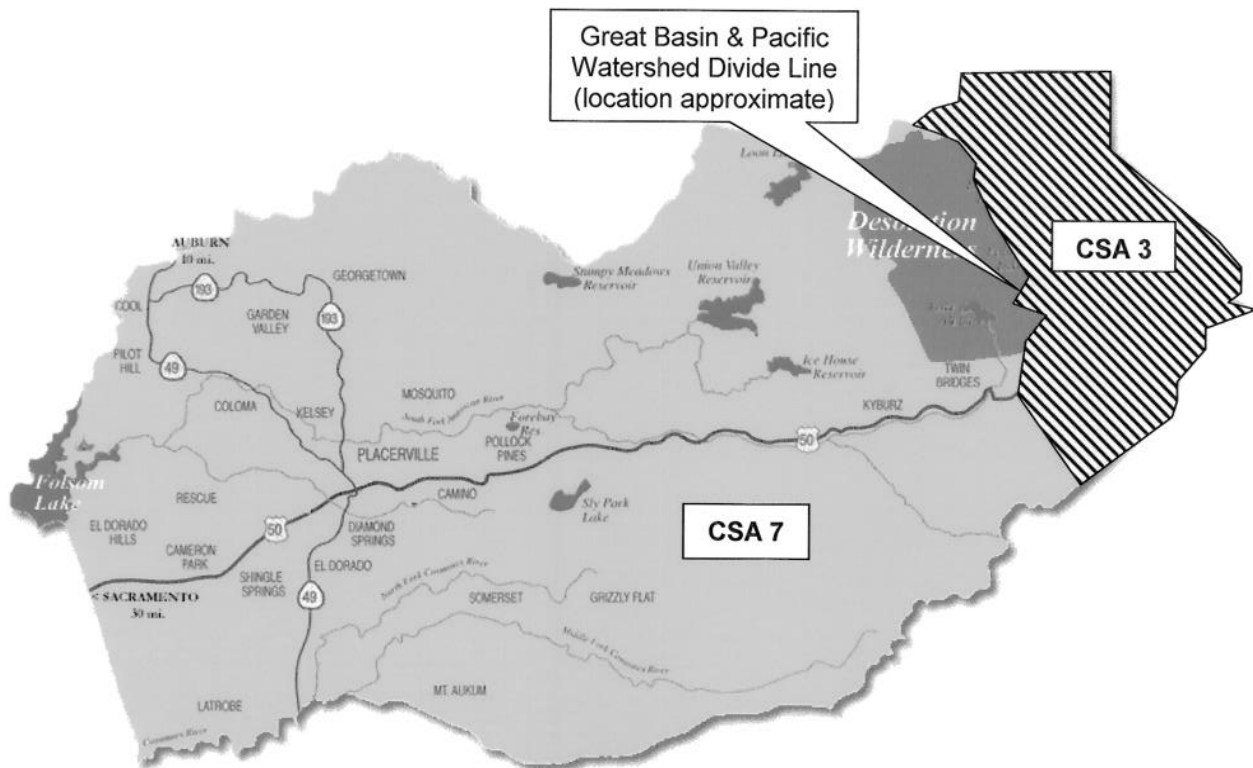 Great Basin & Pacific
Watershed Divide Line
(location approximate)
Loon
Desolation
Wilderness
CSA 3
AUBURN
10 mi.
193
GEORGETOWN
Stumpy Meadows
Reservoir
Union Valley
Reservoir
COOL
GARDEN
VALLEY
193
PILOT
HILL
49
Ice House
Reservoir
TWIN
BRIDGES
MOSQUITO
KYBURZ
COLOMA
KELSEY
South Fork American River
Forebay
Res.
50
PLACERVILLE
POLLOCK
PINES
Folsom
Lake
RESCUE
CAMINO
Sly Park
Lake
CSA 7
EL DORADO
HILLS
50
DIAMOND
SPRINGS
CAMERON
PARK
SHINGLE
SPRINGS
EL DORADO
49
North Fork Cosumnes River
< SACRAMENTO
30 mi.
SOMERSET
GRIZZLY FLAT
Middle Fork Cosumnes River
MT. AUKUM
LATROBE
Cosumnes River